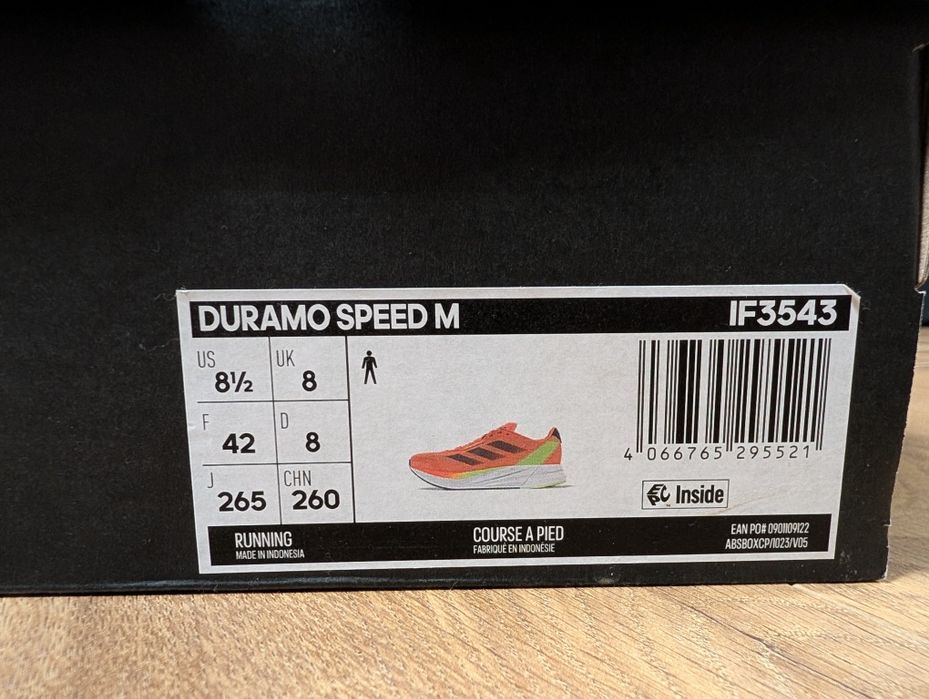 DURAMO SPEED M IF3543
US 8½ UK 8
F 42 D 8
J 265 CHN 260
4 066765 295521
Inside
RUNNING
MADE IN INDONESIA
COURSE A PIED
FABRIQUÉ EN INDONÉSIE
EAN PO# 0901109122
ABSBOXCP/1023/V05